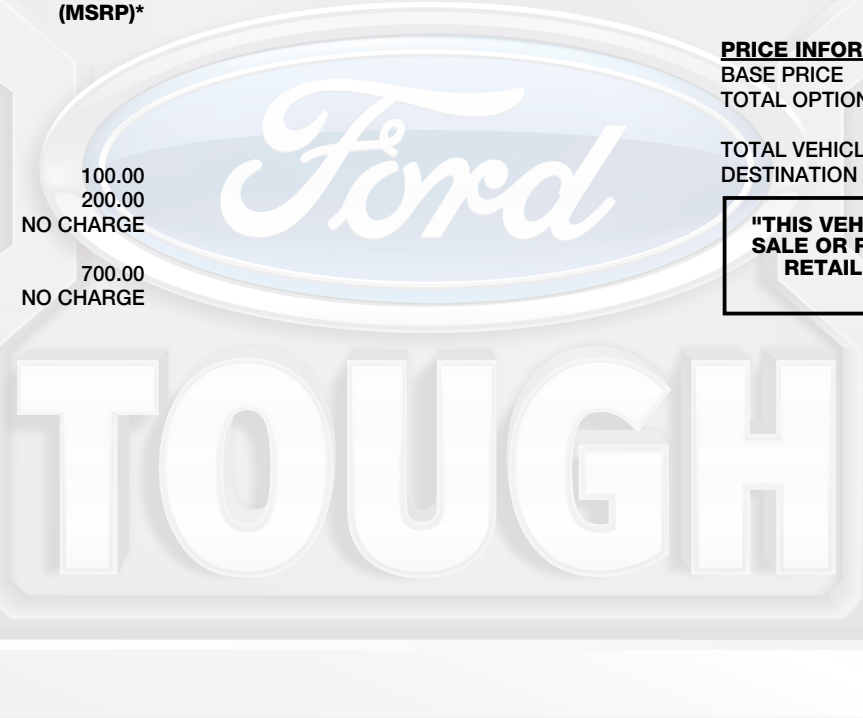 (MSRP)*
100.00
200.00
NO CHARGE
700.00
NO CHARGE
PRICE INFOR
BASE PRICE
TOTAL OPTION
TOTAL VEHICL
DESTINATION
"THIS VEH
SALE OR
RETAIL
Ford
TOUGH